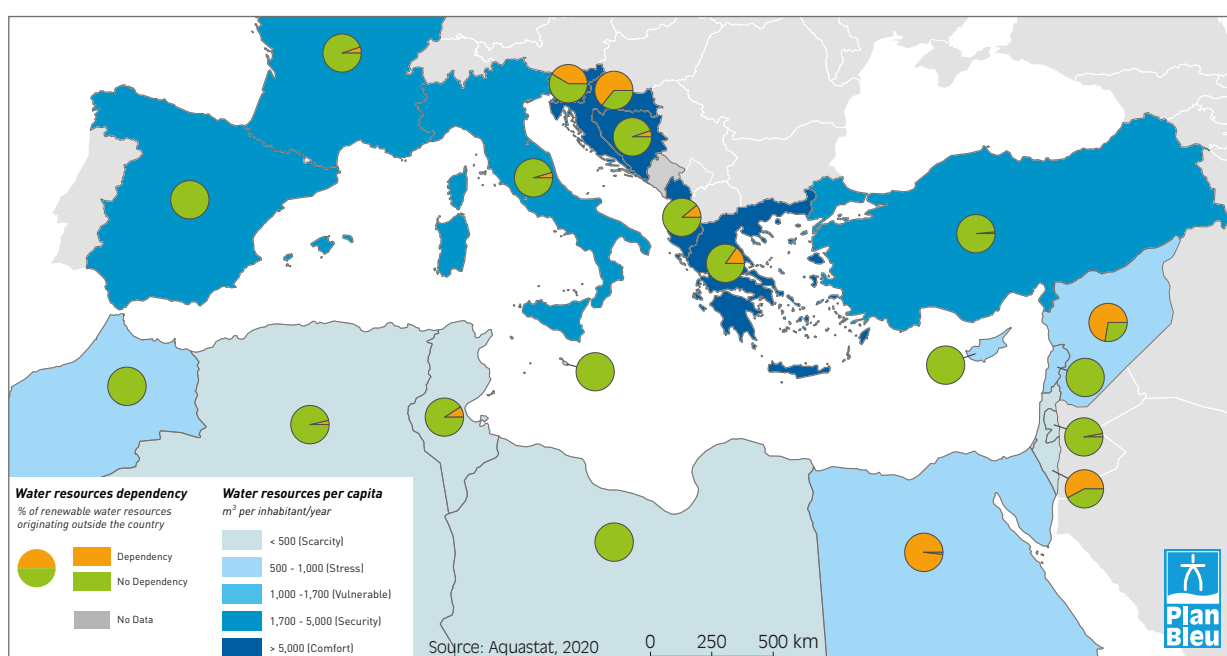 Water resources dependency
% of renewable water resources
originating outside the country
Dependency
No Dependency
No Data
Water resources per capita
m³ per inhabitant/year
< 500 (Scarcity)
500 - 1,000 (Stress)
1,000 -1,700 (Vulnerable)
1,700 - 5,000 (Security)
> 5,000 (Comfort)
Source: Aquastat, 2020
0 250 500 km
Plan
Bleu